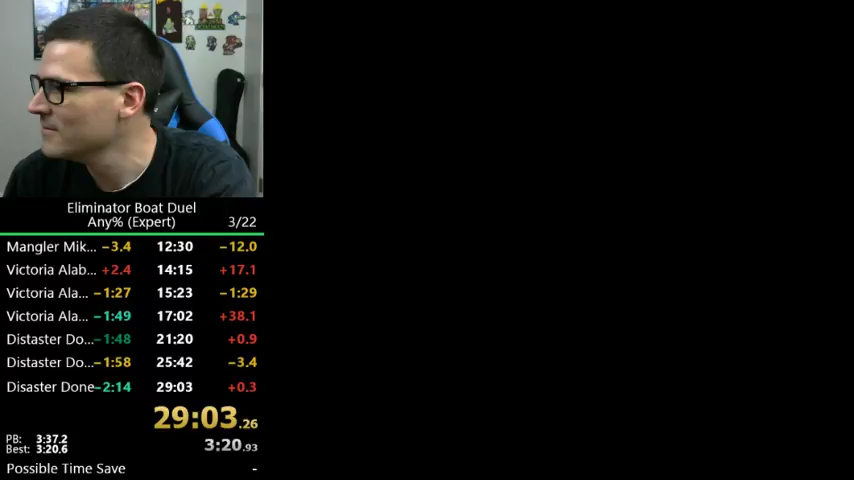 Eliminator Boat Duel
Any% (Expert) 3/22
Mangler Mik... −3.4 12:30 −12.0
Victoria Alab... +2.4 14:15 +17.1
Victoria Ala... −1:27 15:23 −1:29
Victoria Ala... −1:49 17:02 +38.1
Distaster Do... −1:48 21:20 +0.9
Distaster Do... −1:58 25:42 −3.4
Disaster Done −2:14 29:03 +0.3
29:03.26
PB: 3:37.2
Best: 3:20.6
3:20.93
Possible Time Save -